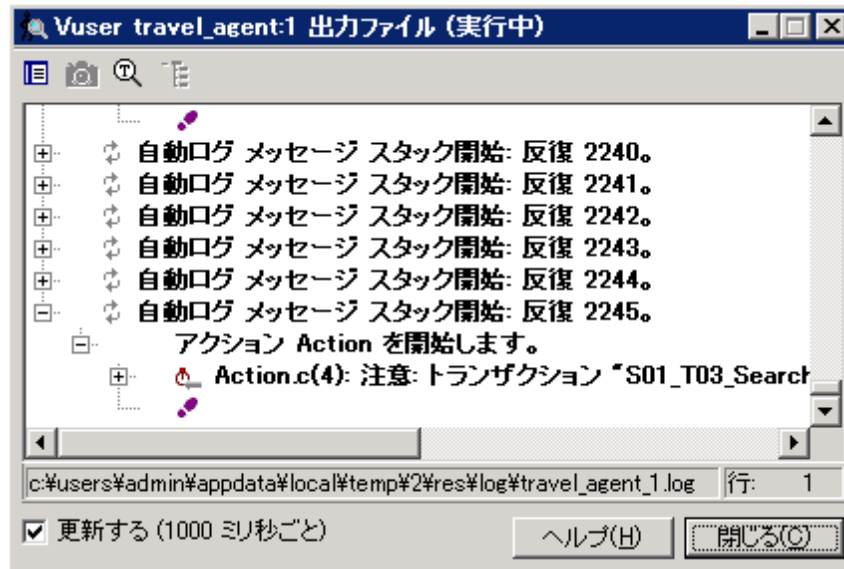 Vuser travel_agent:1 出力ファイル (実行中)
自動ログ メッセージ スタック開始: 反復 2240。
自動ログ メッセージ スタック開始: 反復 2241。
自動ログ メッセージ スタック開始: 反復 2242。
自動ログ メッセージ スタック開始: 反復 2243。
自動ログ メッセージ スタック開始: 反復 2244。
自動ログ メッセージ スタック開始: 反復 2245。
アクション Action を開始します。
Action.c(4): 注意: トランザクション "S01_T03_Search
c:¥users¥admin¥appdata¥local¥temp¥2¥res¥log¥travel_agent_1.log 行: 1
更新する (1000 ミリ秒ごと) ヘルプ(H) 閉じる(C)